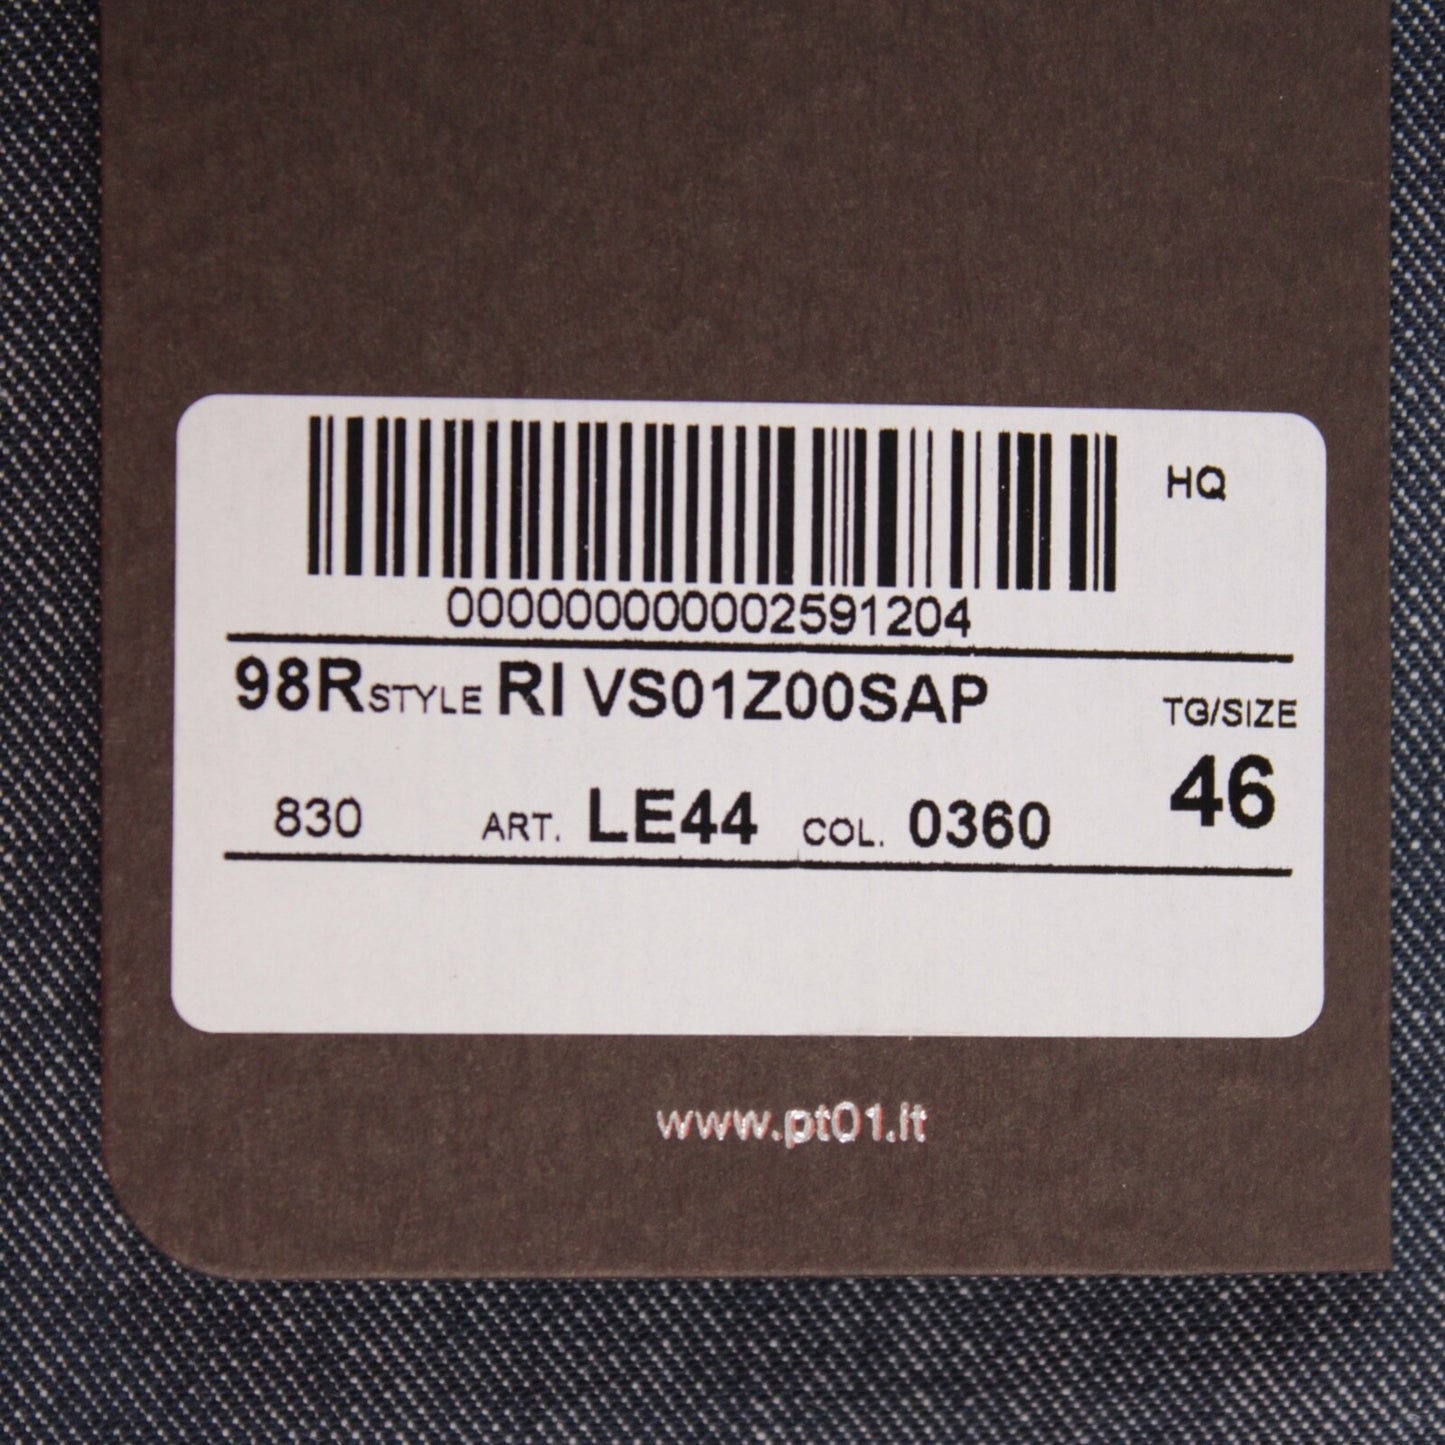 HQ
0000000000002591204
98R STYLE RI VS01Z00SAP
TG/SIZE
46
830 ART. LE44 COL. 0360
www.pt01.it